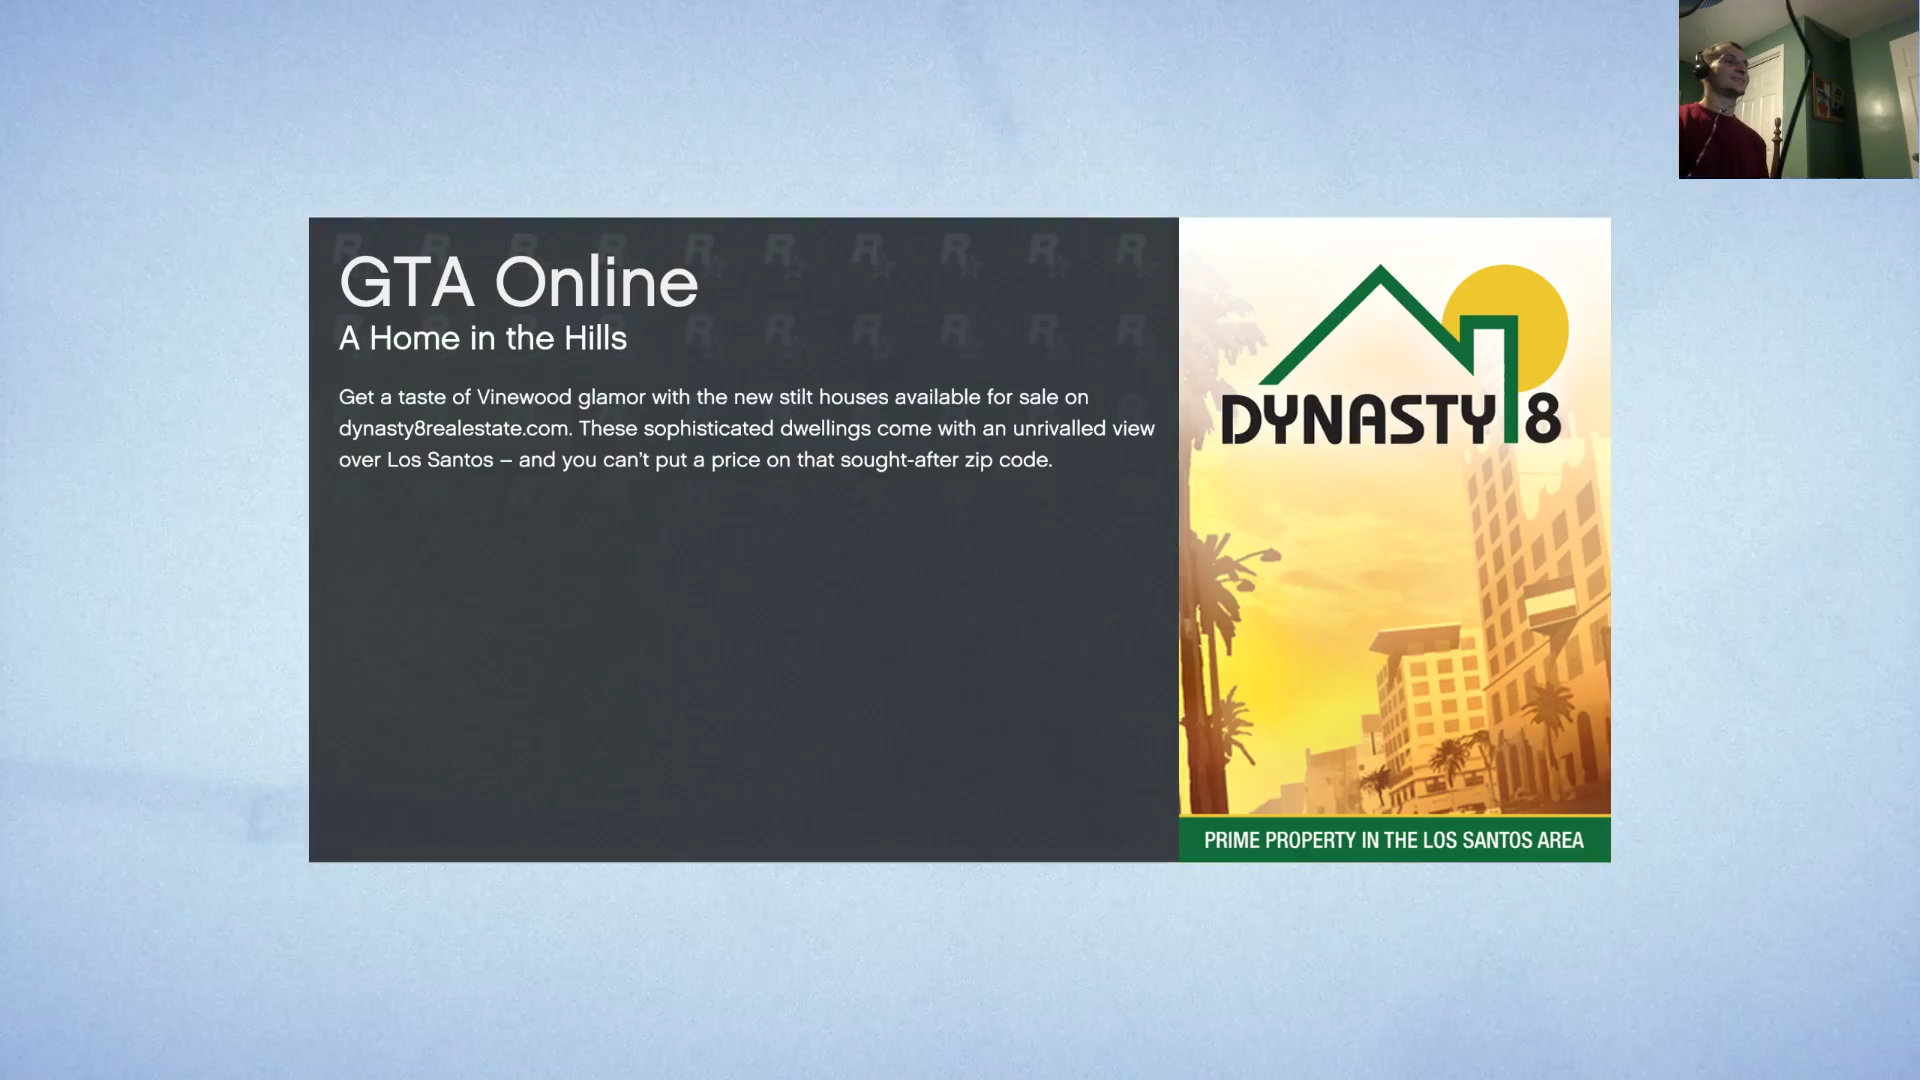 GTA Online
A Home in the Hills
Get a taste of Vinewood glamor with the new stilt houses available for sale on
dynasty8realestate.com. These sophisticated dwellings come with an unrivalled view
over Los Santos – and you can't put a price on that sought-after zip code.
DYNASTY 8
PRIME PROPERTY IN THE LOS SANTOS AREA